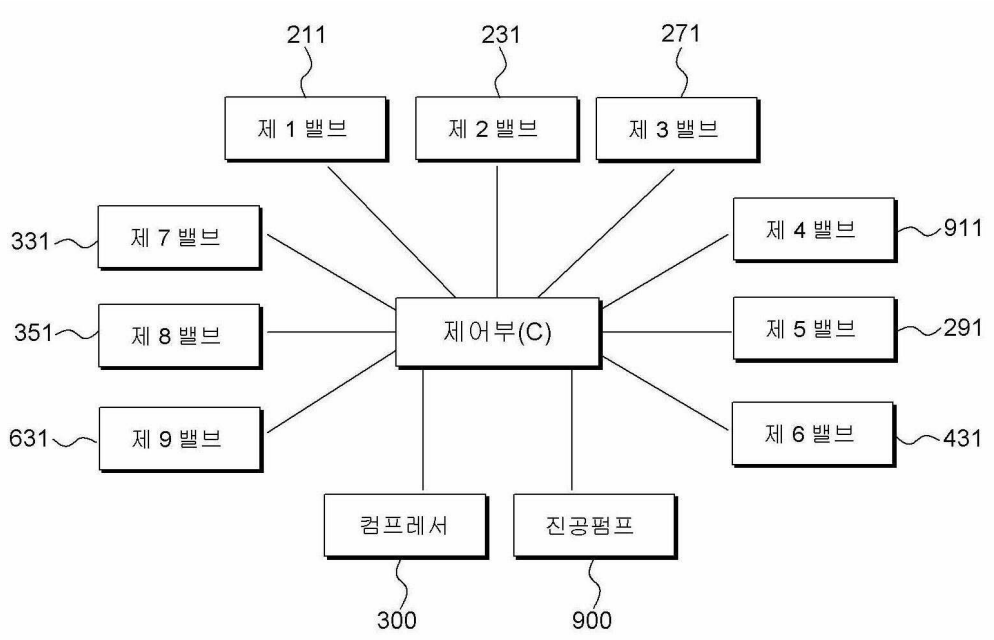 211
231
271
제 1 밸브
제 2 밸브
제 3 밸브
331
제 7 밸브
제 4 밸브
911
351
제 8 밸브
제어부(C)
제 5 밸브
291
631
제 9 밸브
제 6 밸브
431
컴프레서
진공펌프
300
900